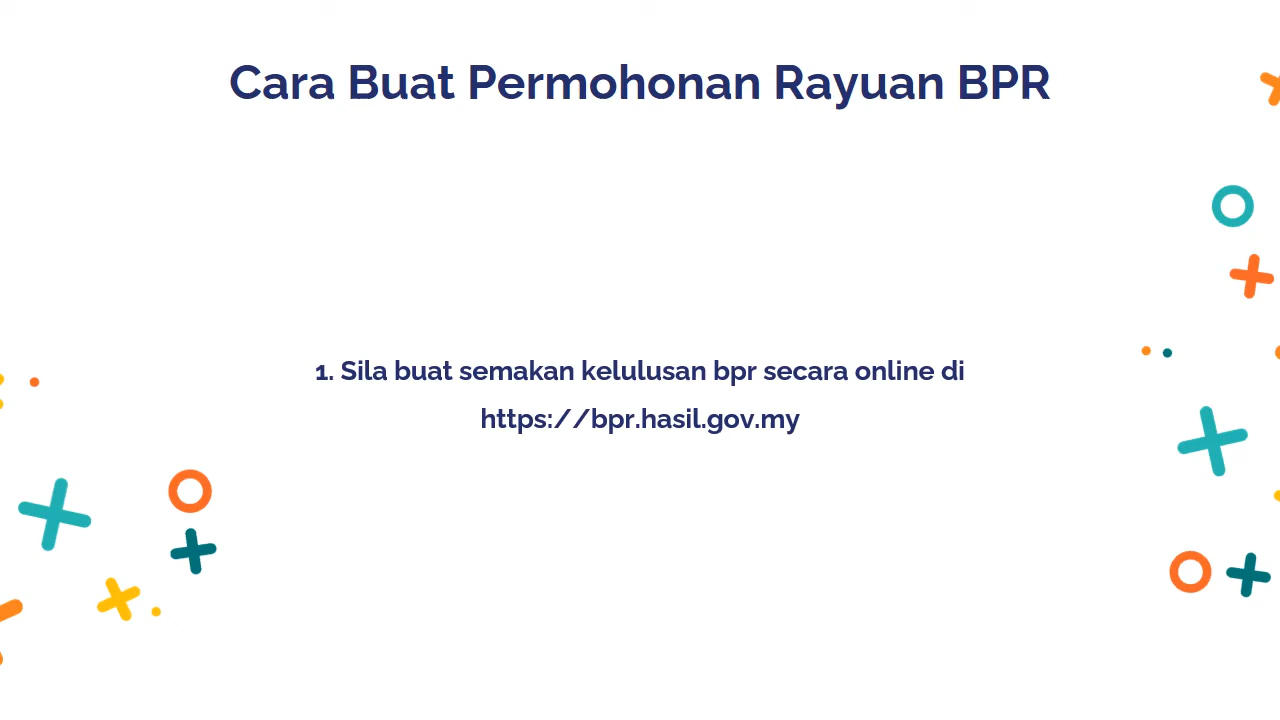 Cara Buat Permohonan Rayuan BPR
1. Sila buat semakan kelulusan bpr secara online di
https://bpr.hasil.gov.my